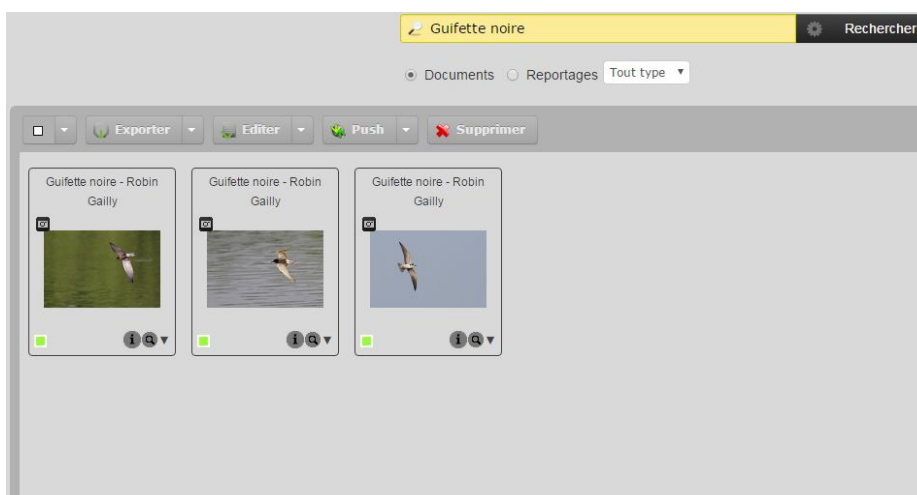 Guifette noire
Rechercher
Documents Reportages Tout type
Exporter Editer Push Supprimer
Guifette noire - Robin
Gailly
Guifette noire - Robin
Gailly
Guifette noire - Robin
Gailly